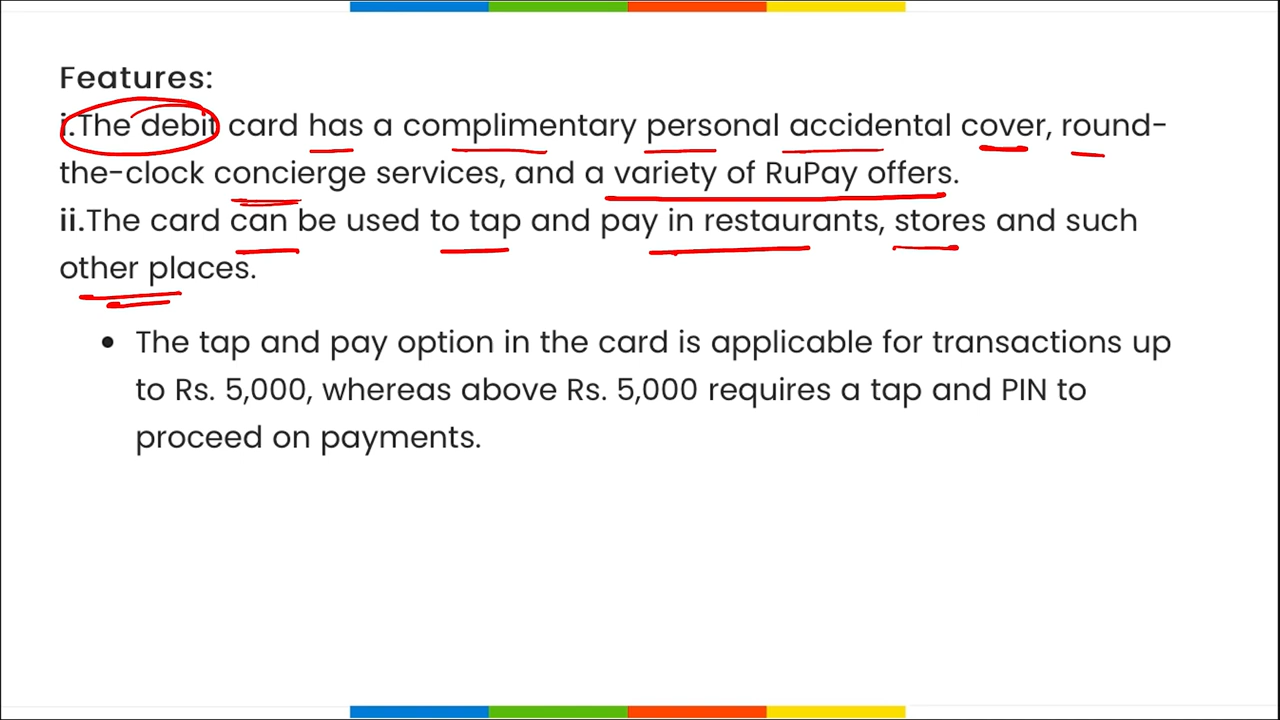 Features:
i.The debit card has a complimentary personal accidental cover, round-
the-clock concierge services, and a variety of RuPay offers.
ii.The card can be used to tap and pay in restaurants, stores and such
other places.
• The tap and pay option in the card is applicable for transactions up
to Rs. 5,000, whereas above Rs. 5,000 requires a tap and PIN to
proceed on payments.